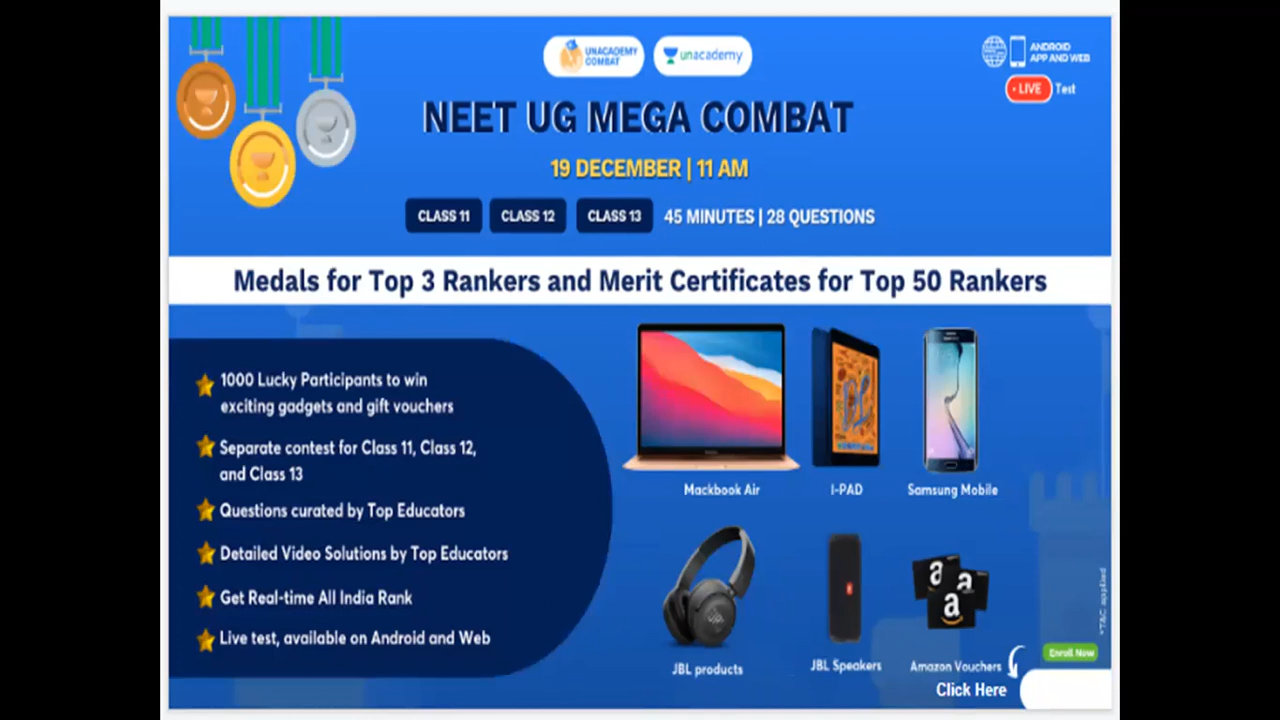 UNACADEMY
COMBAT
unacademy
ANDROID
APP AND WEB
• LIVE Test
NEET UG MEGA COMBAT
19 DECEMBER | 11 AM
CLASS 11 CLASS 12 CLASS 13 45 MINUTES | 28 QUESTIONS
Medals for Top 3 Rankers and Merit Certificates for Top 50 Rankers
1000 Lucky Participants to win
exciting gadgets and gift vouchers
Separate contest for Class 11, Class 12,
and Class 13
Questions curated by Top Educators
Detailed Video Solutions by Top Educators
Get Real-time All India Rank
Live test, available on Android and Web
Mackbook Air I-PAD Samsung Mobile
JBL products JBL Speakers Amazon Vouchers
*T&C applied
Enroll Now
Click Here